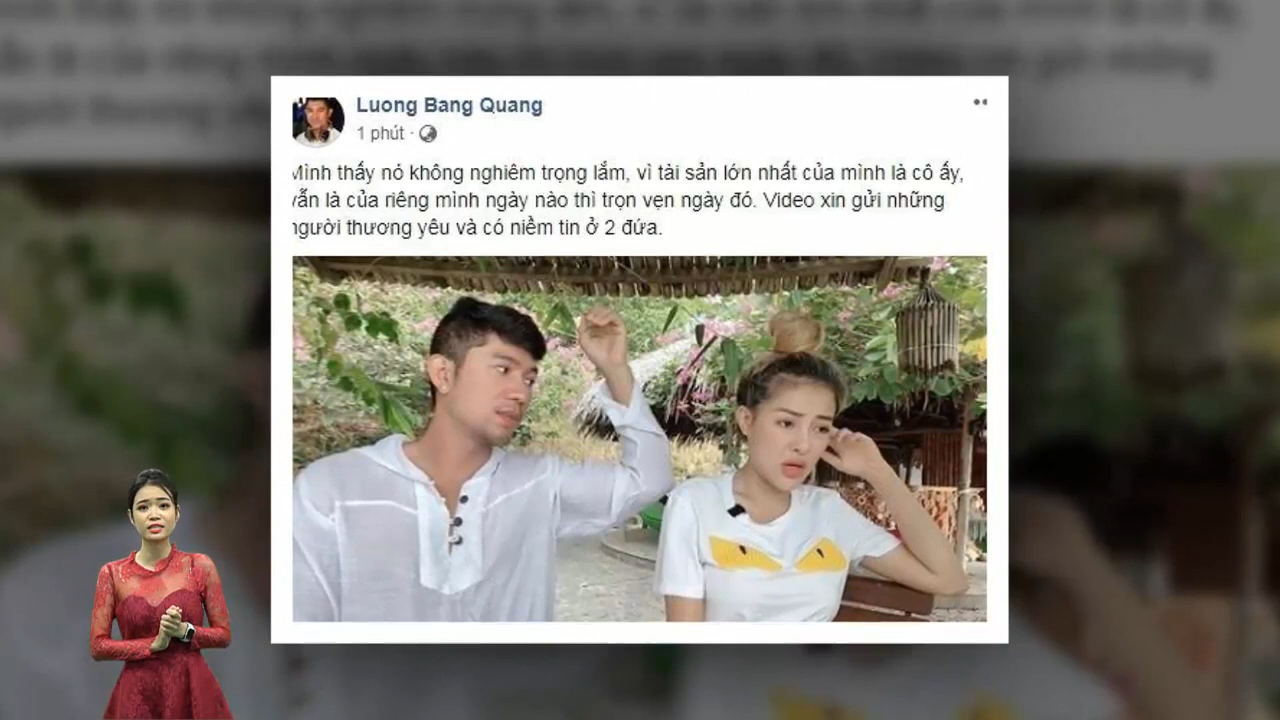 Luong Bang Quang
1 phút ·
Mình thấy nó không nghiêm trọng lắm, vì tài sản lớn nhất của mình là cô ấy,
vẫn là của riêng mình ngày nào thì trọn vẹn ngày đó. Video xin gửi những
người thương yêu và có niềm tin ở 2 đứa.